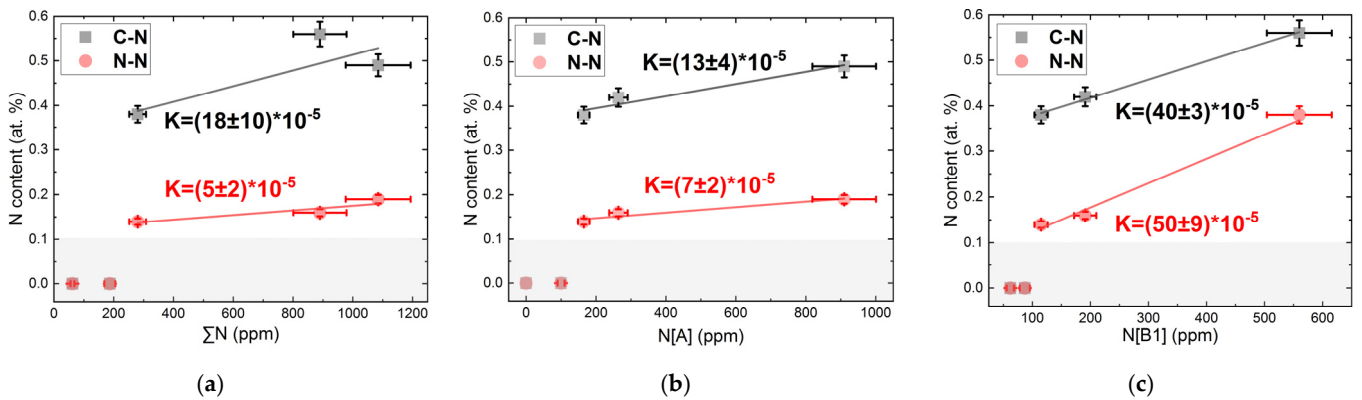 0.6
0.5
0.4
0.3
0.2
0.1
0.0
N content (at. %)
C-N
N-N
K=(18±10)*10-5
K=(5±2)*10-5
0 200 400 600 800 1000 1200
∑N (ppm)
(a)
0.6
0.5
0.4
0.3
0.2
0.1
0.0
N content (at. %)
C-N
N-N
K=(13±4)*10-5
K=(7±2)*10-5
0 200 400 600 800 1000
N[A] (ppm)
(b)
0.6
0.5
0.4
0.3
0.2
0.1
0.0
N content (at. %)
C-N
N-N
K=(40±3)*10-5
K=(50±9)*10-5
100 200 300 400 500 600
N[B1] (ppm)
(c)